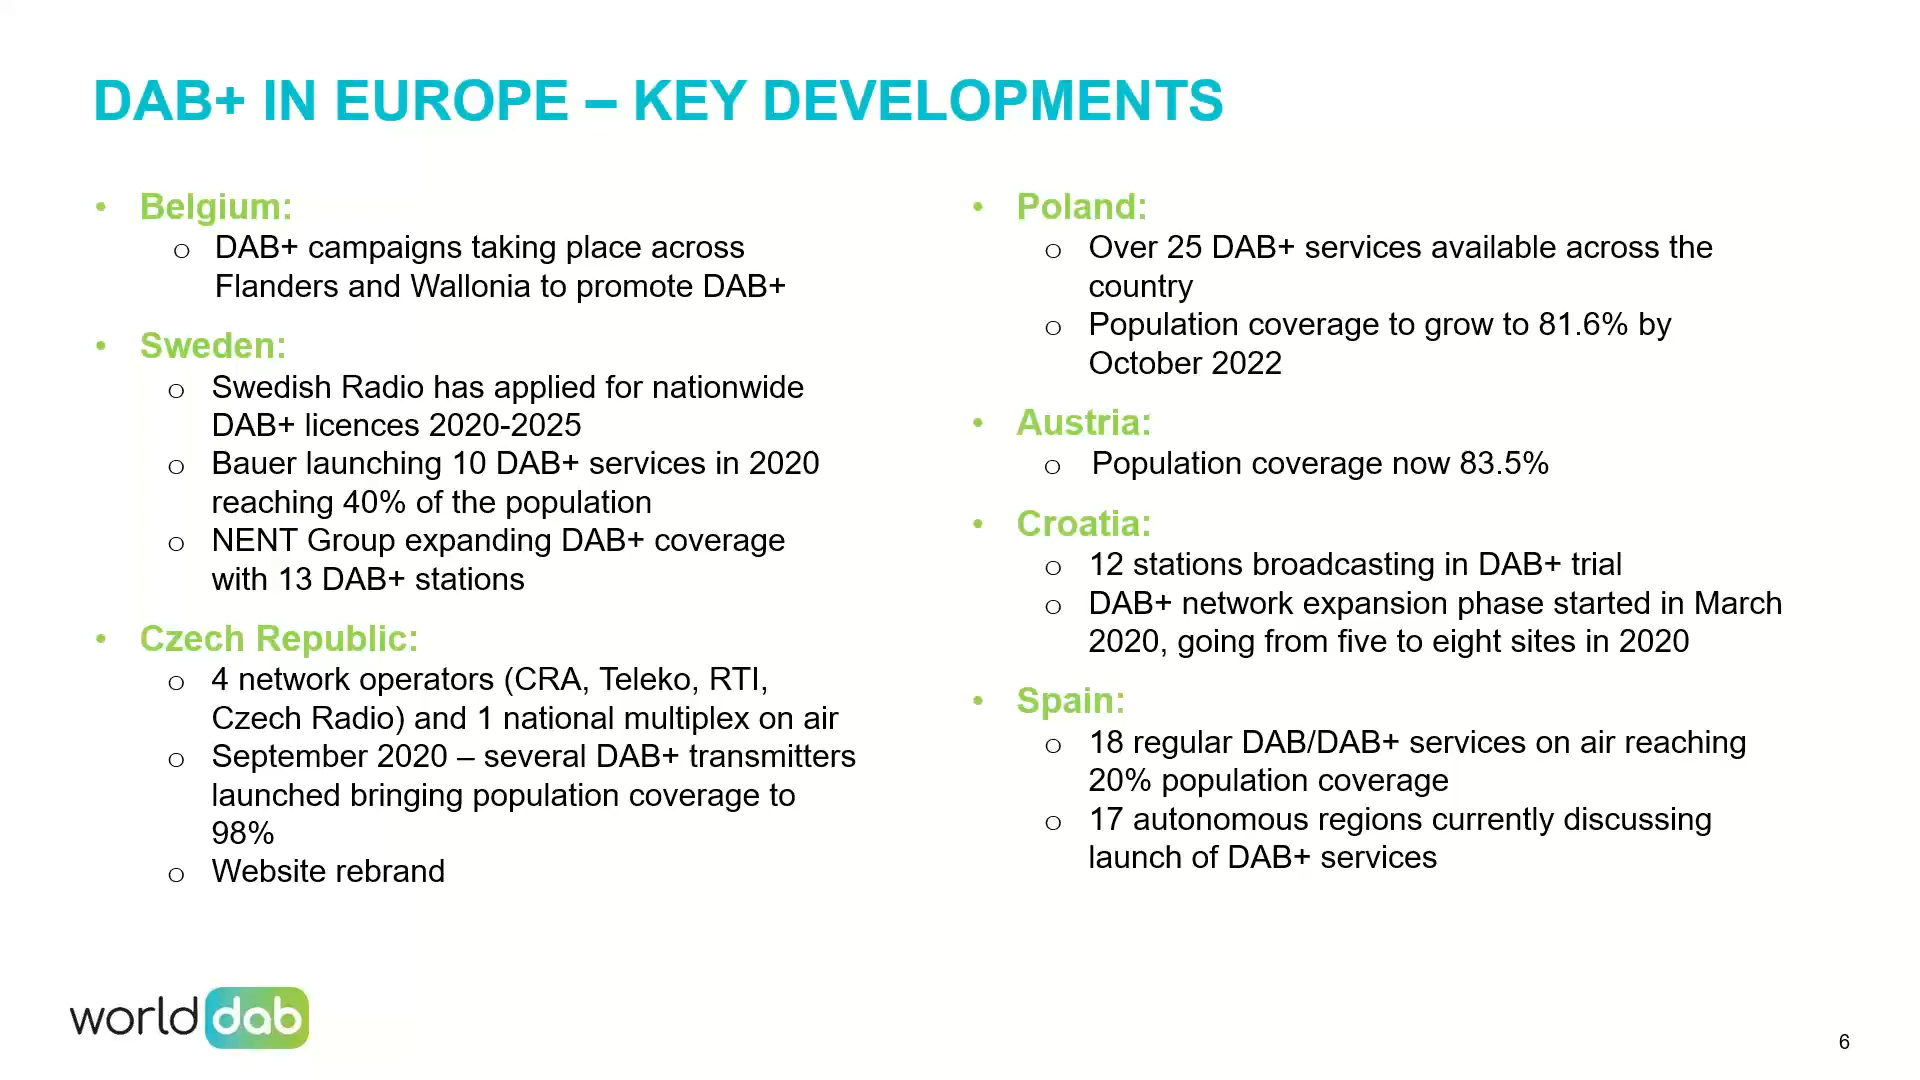 DAB+ IN EUROPE – KEY DEVELOPMENTS
• Belgium:
o DAB+ campaigns taking place across
Flanders and Wallonia to promote DAB+
• Sweden:
o Swedish Radio has applied for nationwide
DAB+ licences 2020-2025
o Bauer launching 10 DAB+ services in 2020
reaching 40% of the population
o NENT Group expanding DAB+ coverage
with 13 DAB+ stations
• Czech Republic:
o 4 network operators (CRA, Teleko, RTI,
Czech Radio) and 1 national multiplex on air
o September 2020 – several DAB+ transmitters
launched bringing population coverage to
98%
o Website rebrand
• Poland:
o Over 25 DAB+ services available across the
country
o Population coverage to grow to 81.6% by
October 2022
• Austria:
o Population coverage now 83.5%
• Croatia:
o 12 stations broadcasting in DAB+ trial
o DAB+ network expansion phase started in March
2020, going from five to eight sites in 2020
• Spain:
o 18 regular DAB/DAB+ services on air reaching
20% population coverage
o 17 autonomous regions currently discussing
launch of DAB+ services
world dab
6